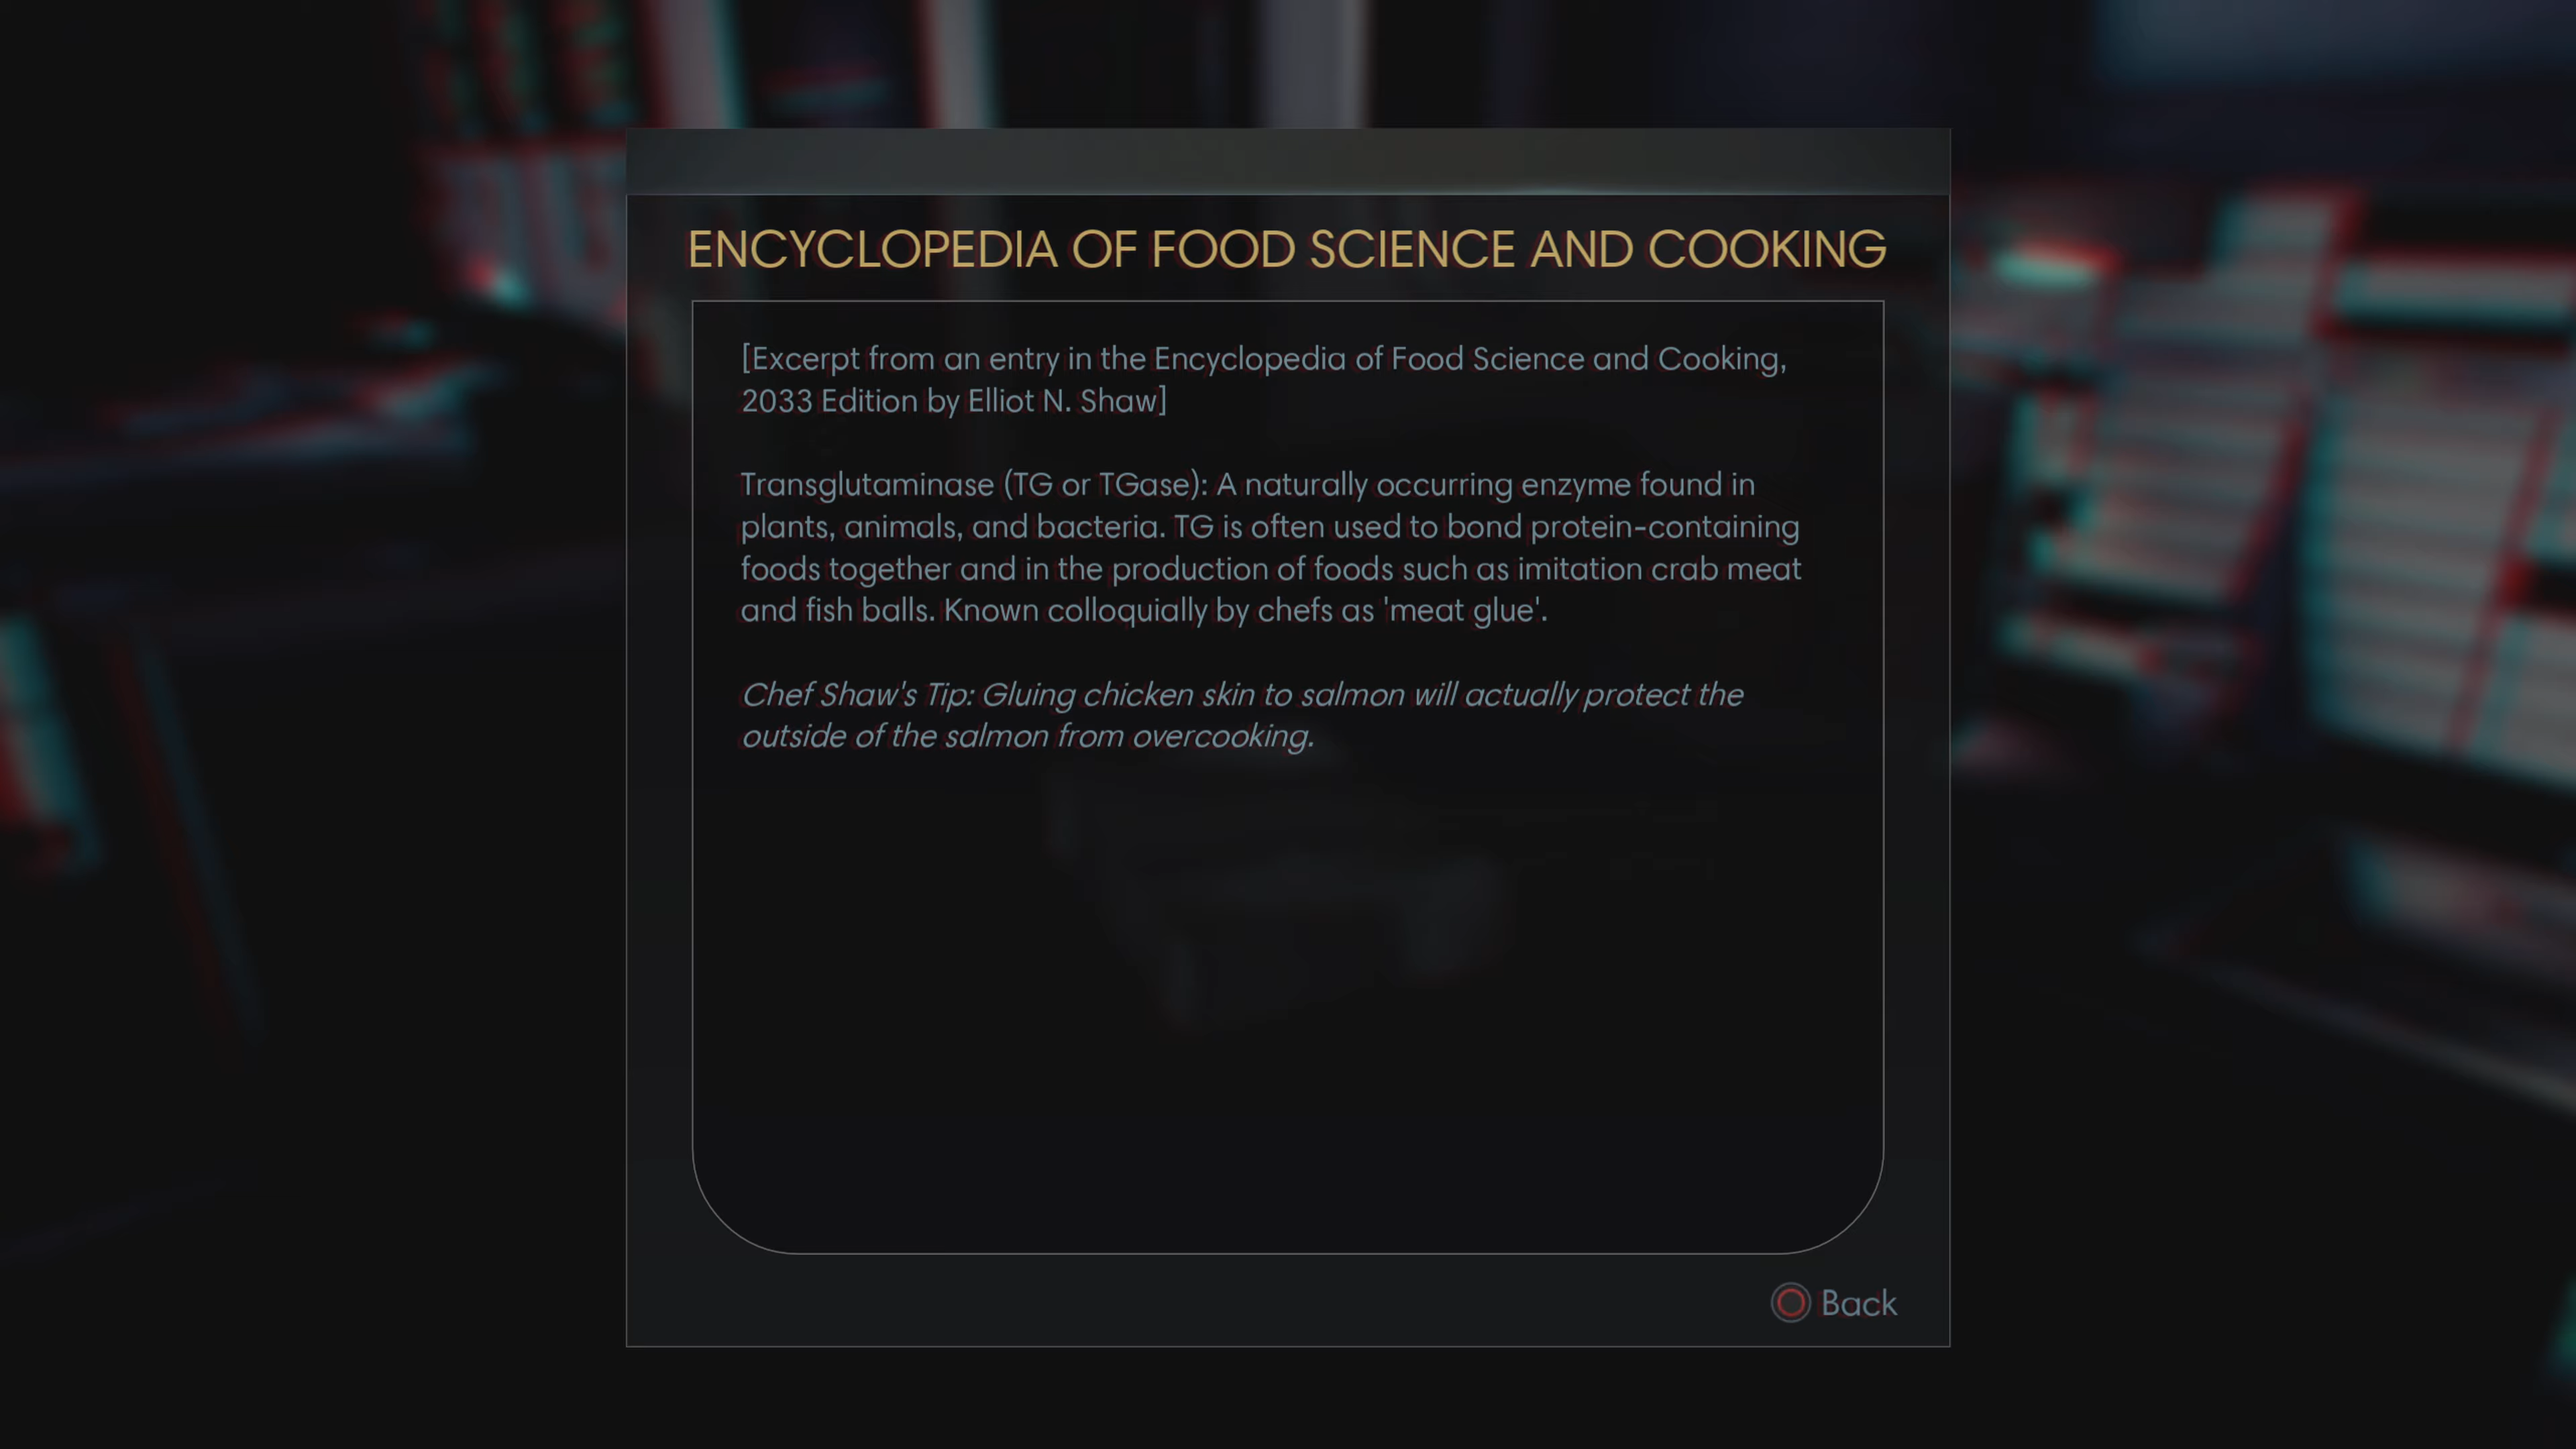 ENCYCLOPEDIA OF FOOD SCIENCE AND COOKING
[Excerpt from an entry in the Encyclopedia of Food Science and Cooking,
2033 Edition by Elliot N. Shaw]
Transglutaminase (TG or TGase): A naturally occurring enzyme found in
plants, animals, and bacteria. TG is often used to bond protein-containing
foods together and in the production of foods such as imitation crab meat
and fish balls. Known colloquially by chefs as 'meat glue'.
Chef Shaw's Tip: Gluing chicken skin to salmon will actually protect the
outside of the salmon from overcooking.
Back